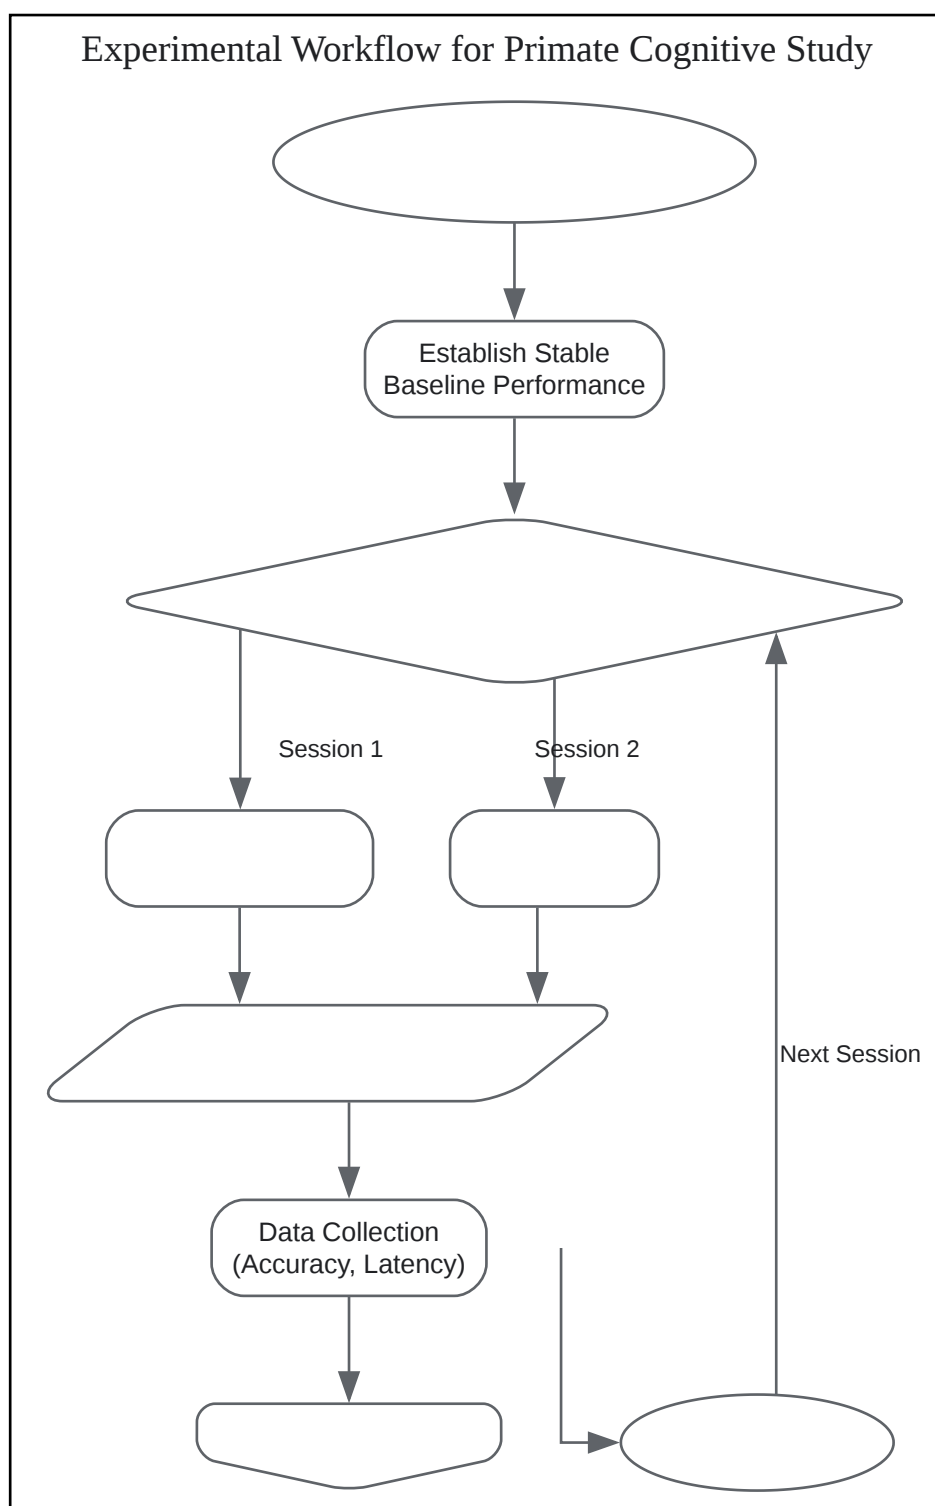 Experimental Workflow for Primate Cognitive Study
Establish Stable
Baseline Performance
Session 1
Session 2
Next Session
Data Collection
(Accuracy, Latency)